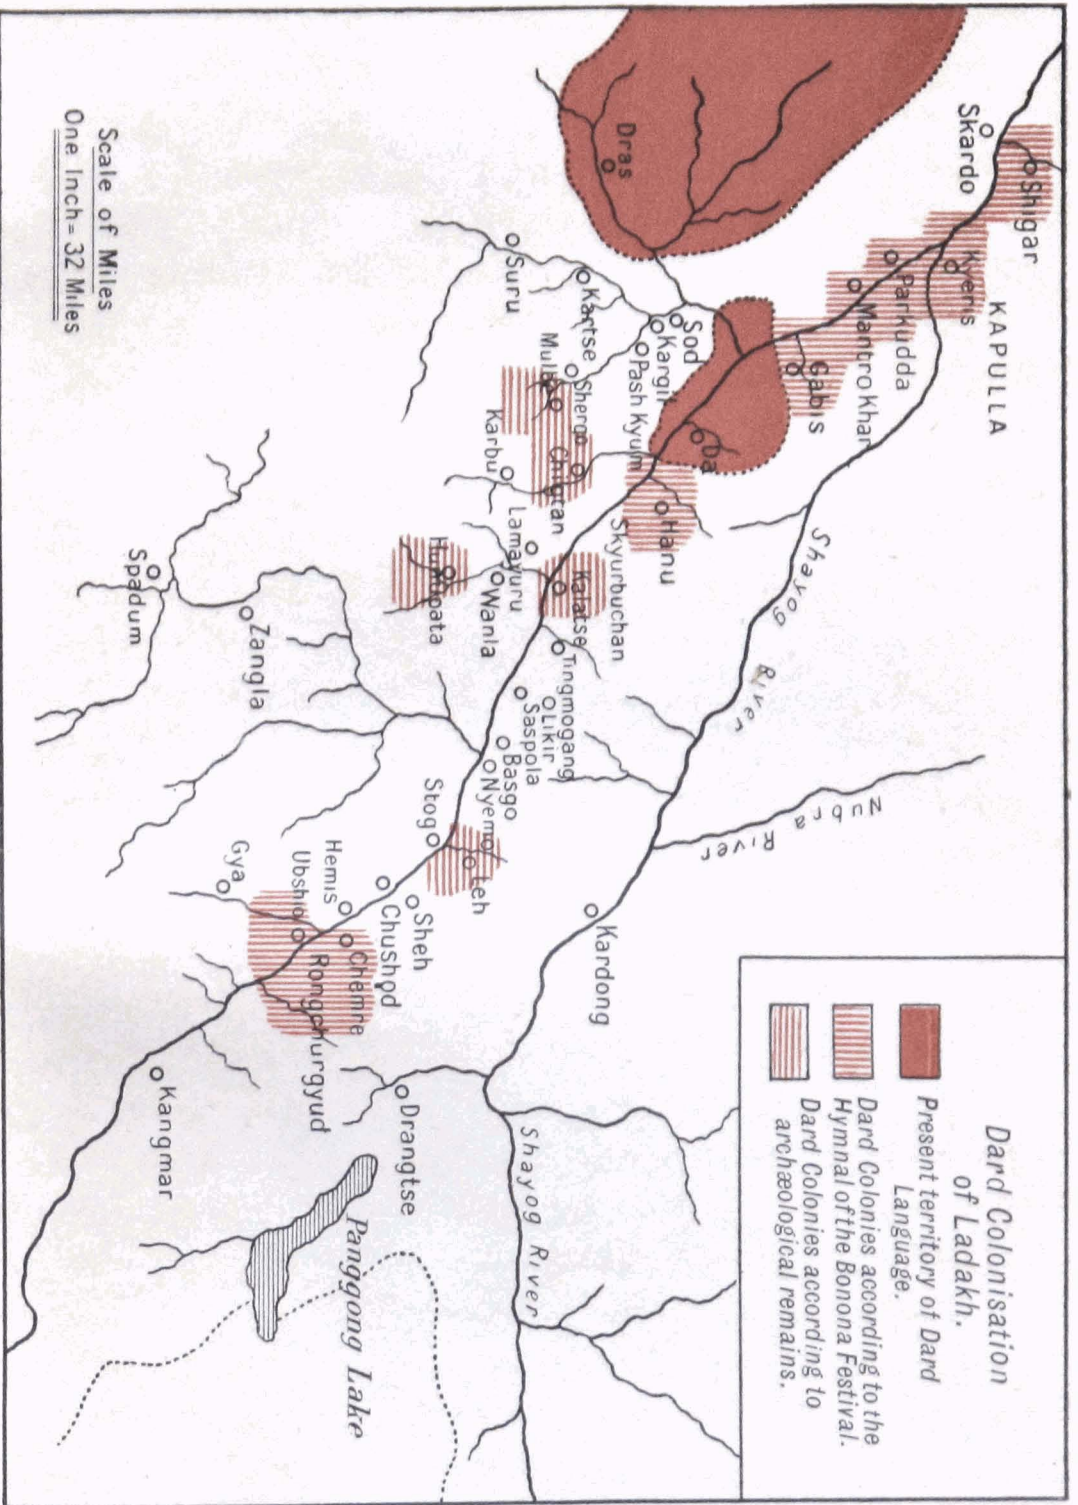 Dard Colonisation
of Ladakh.
Present territory of Dard
Language.
Dard Colonies according to the
Hymnal of the Bonona Festival.
Dard Colonies according to
archæological remains.
KAPULLA
Shigar
Skardo
Kyeris
Parkudda
Mantro Khar
Gabis
Dras
Sod
Kargil
Pash Kyum
Da
Hanu
Suru
Kartse
Shergo
Chigtan
Karbu
Skyurbuchan
Kalatse
Lamayuru
Wanla
Tingmogang
Likir
Saspola
Basgo
Nyemo
Stog
Leh
Sheh
Chushod
Chemre
Hemis
Ubshi
Gya
Rongchurgyud
Spadum
Zangla
Kardong
Drangtse
Kangmar
Shayog River
Nubra River
Shayog River
Panggong Lake
Scale of Miles
One Inch = 32 Miles